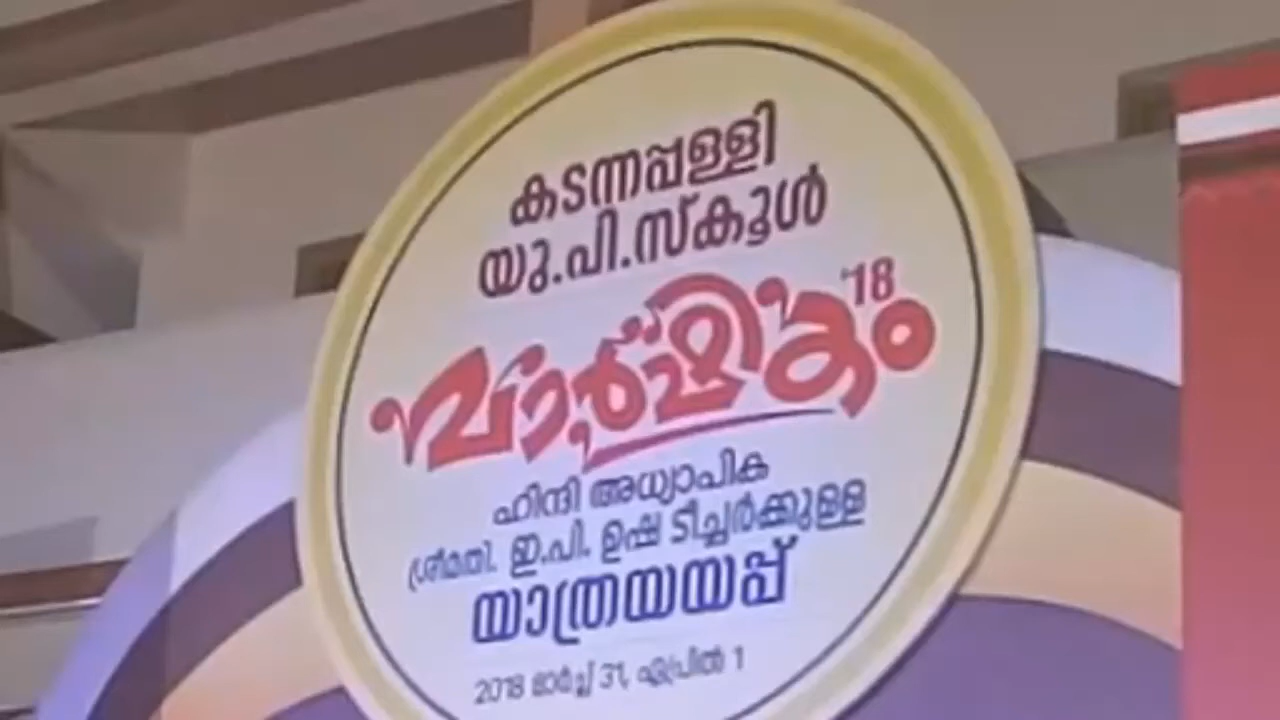 കടന്നപ്പള്ളി
യു.പി.സ്കൂൾ
വാർഷികം '18
ഹിന്ദി അധ്യാപിക
ശ്രീമതി. ഇ.പി. ഉഷ ടീച്ചർക്കുള്ള
യാത്രയയപ്പ്
2018 മാർച്ച് 31, ഏപ്രിൽ 1